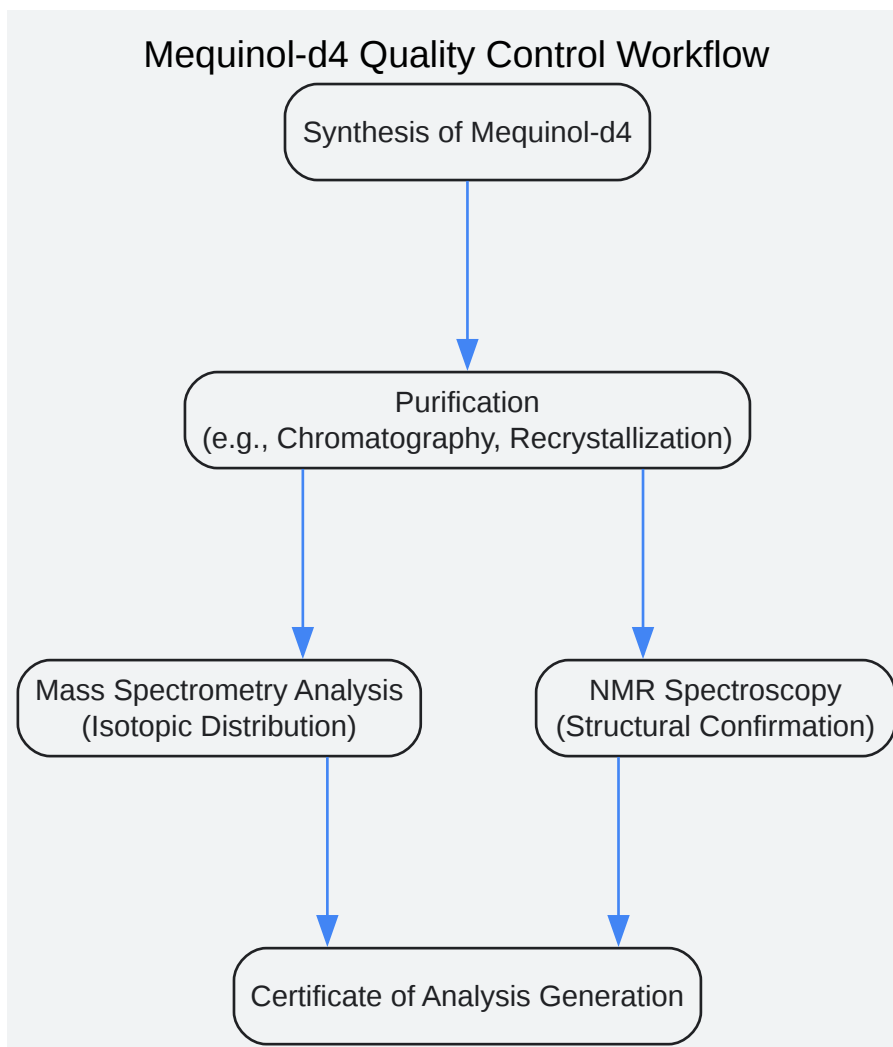 Mequinol-d4 Quality Control Workflow
Synthesis of Mequinol-d4
Purification
(e.g., Chromatography, Recrystallization)
Mass Spectrometry Analysis
(Isotopic Distribution)
NMR Spectroscopy
(Structural Confirmation)
Certificate of Analysis Generation